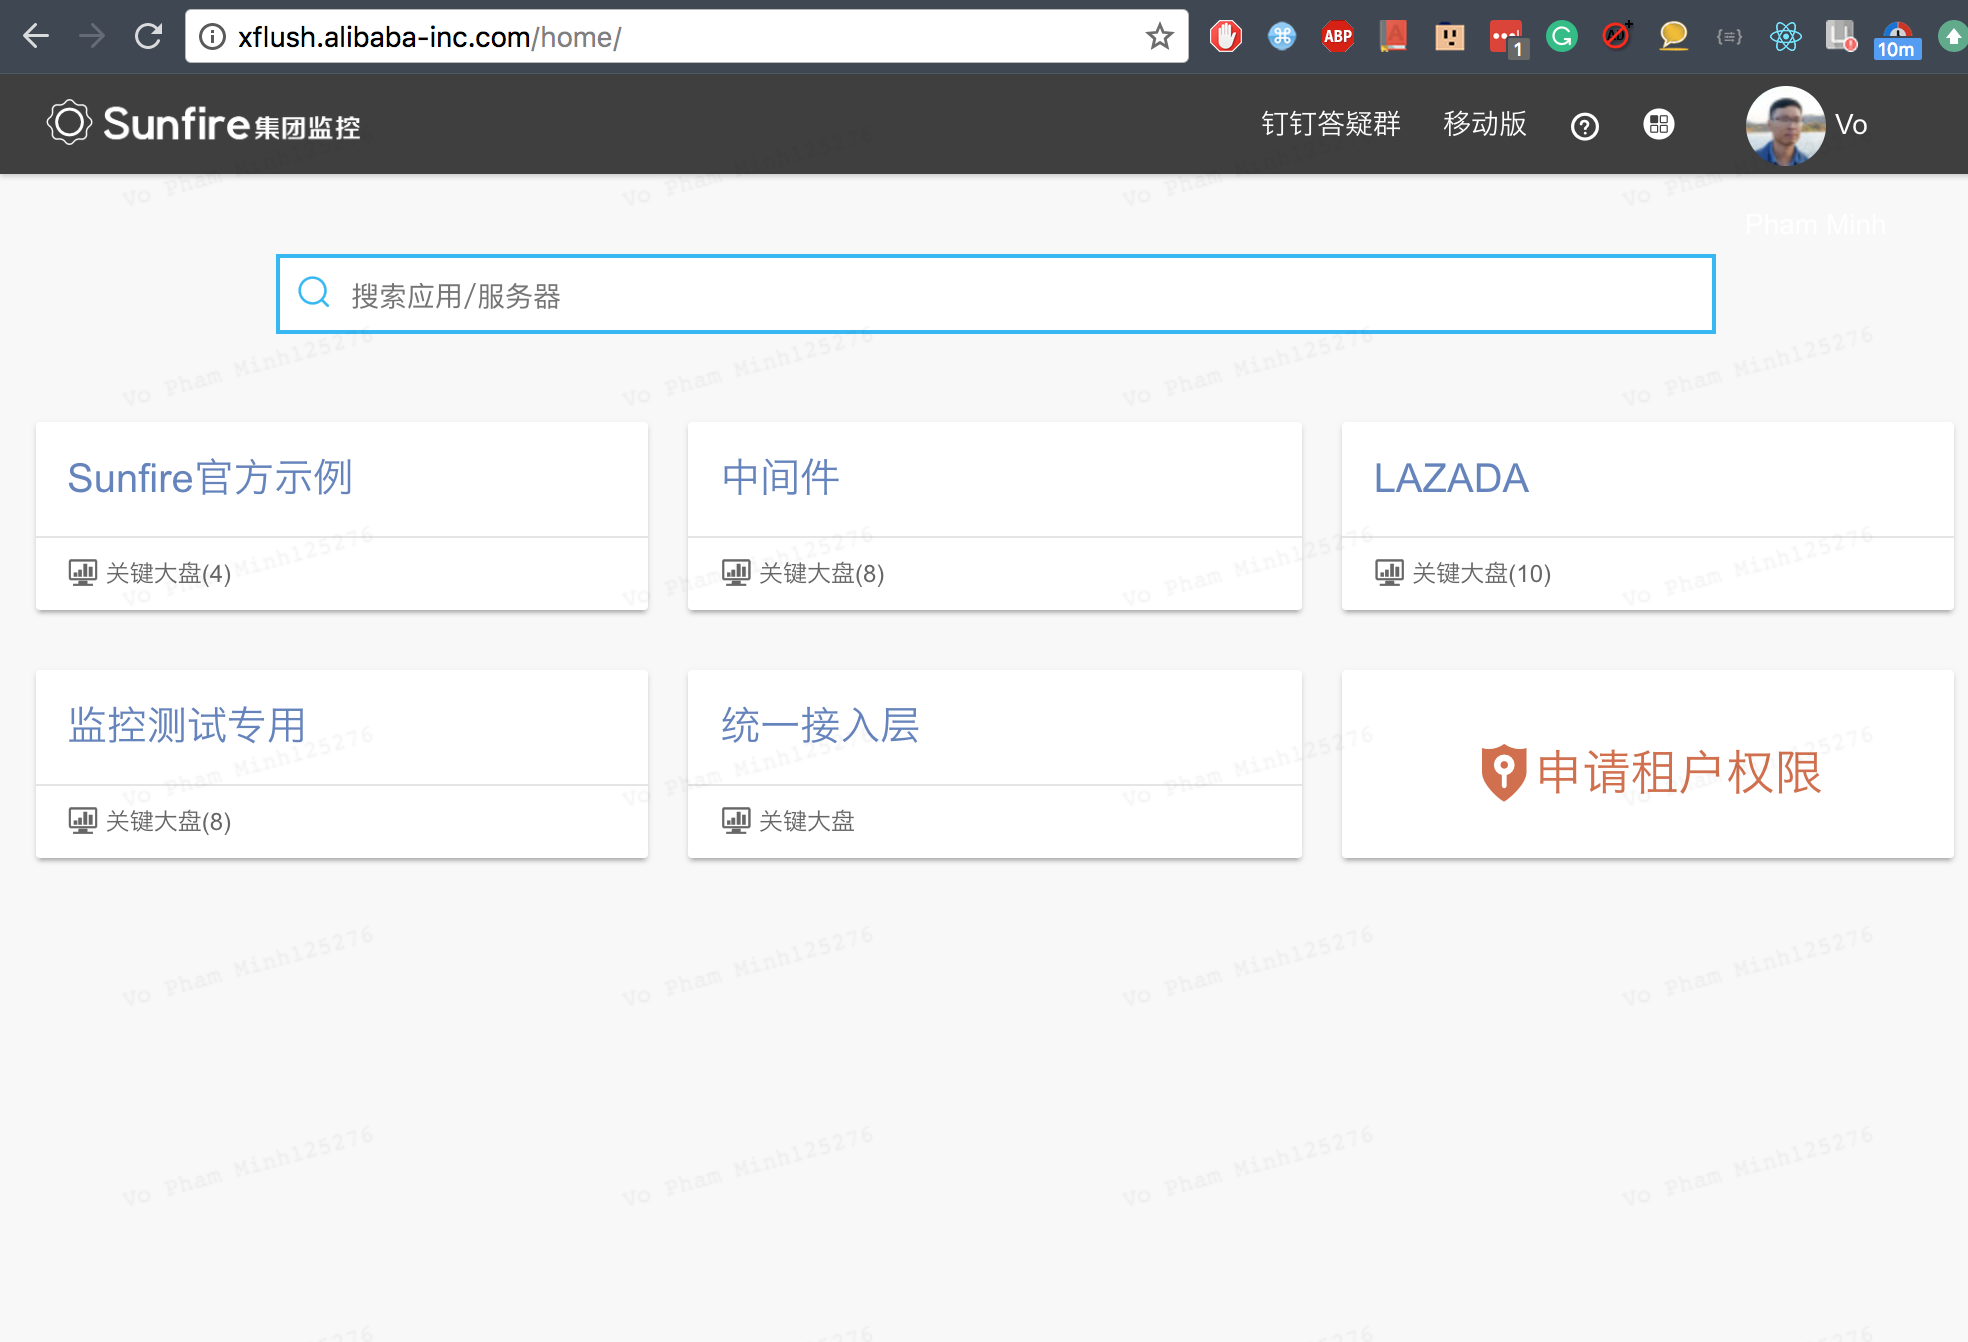 xflush.alibaba-inc.com/home/
ABP
1
10m
Sunfire集团监控
钉钉答疑群 移动版 Vo
Pham Minh
搜索应用/服务器
Sunfire官方示例 中间件 LAZADA
关键大盘(4) 关键大盘(8) 关键大盘(10)
监控测试专用 统一接入层 申请租户权限
关键大盘(8) 关键大盘
Vo Pham Minh125276